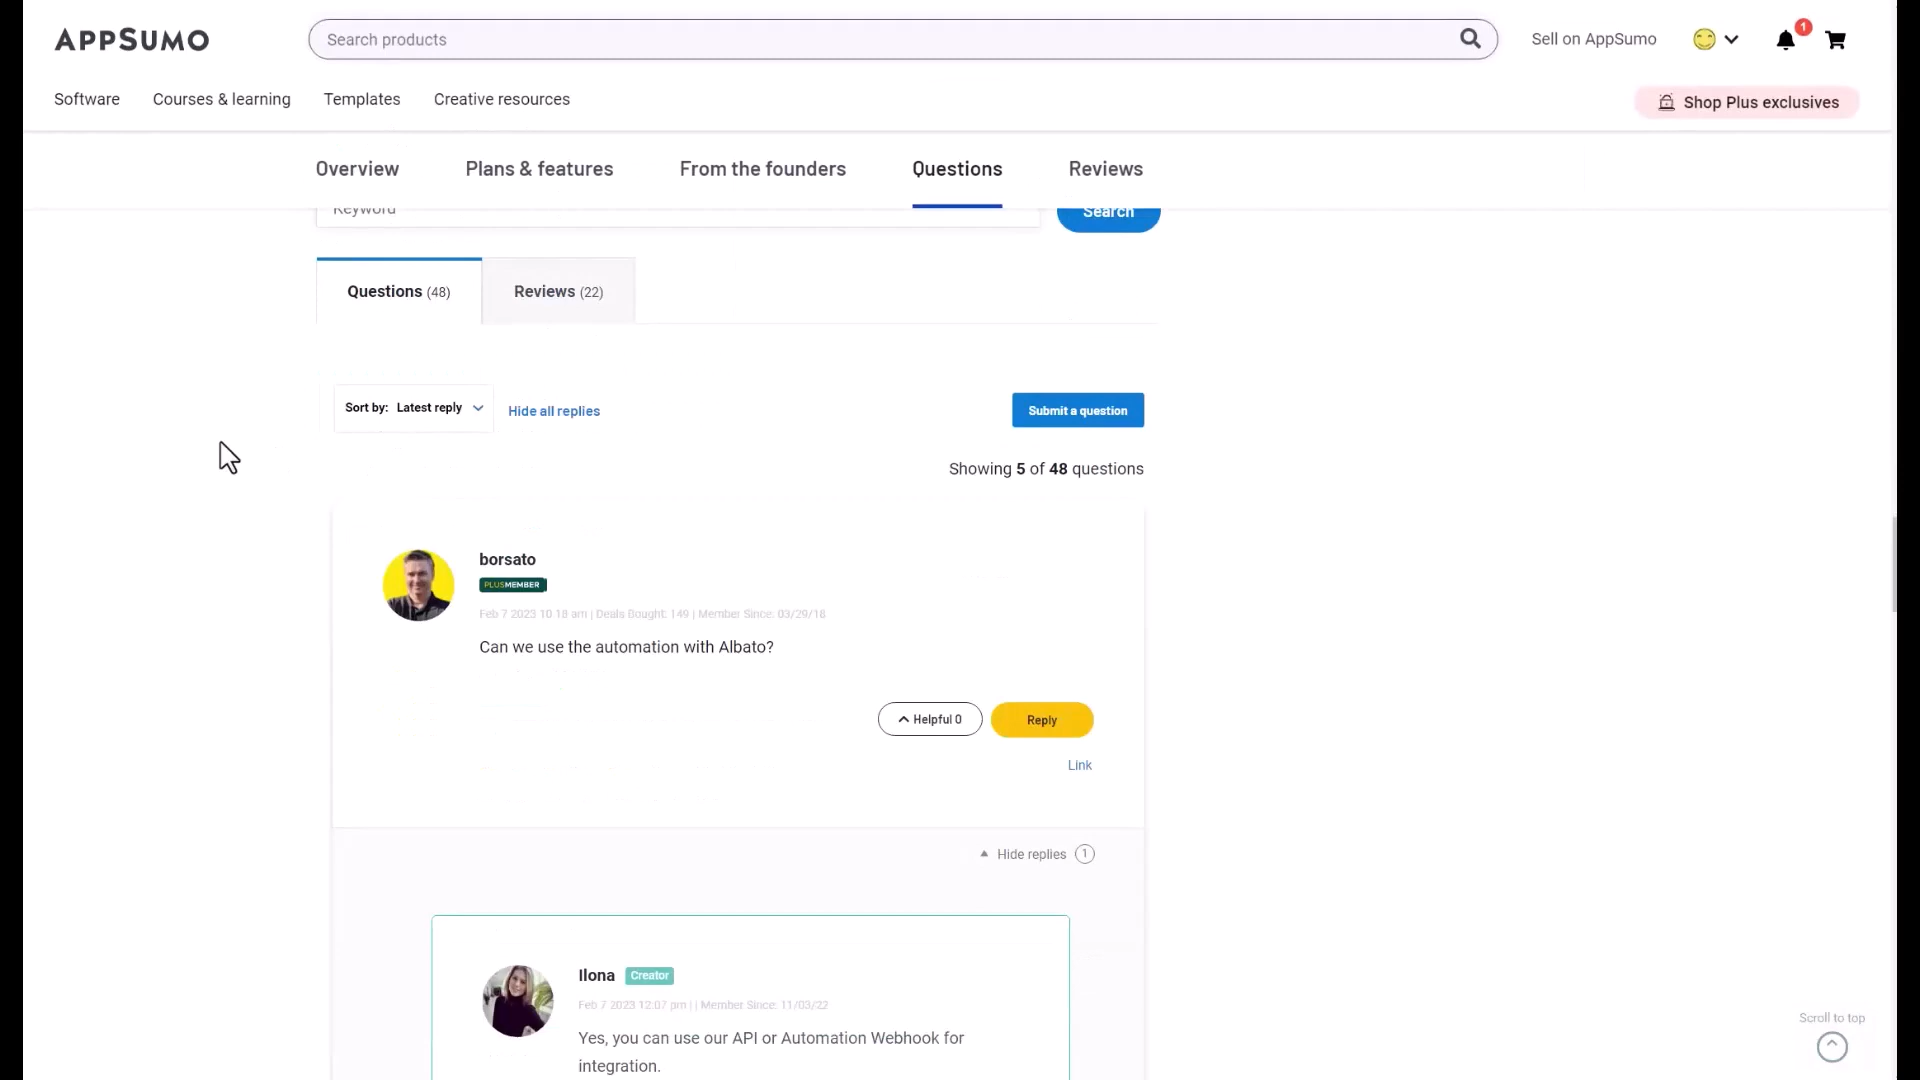 APPSUMO
Search products
Sell on AppSumo
1
Software
Courses & learning
Templates
Creative resources
Shop Plus exclusives
Overview
Plans & features
From the founders
Questions
Reviews
Keyword
Search
Questions (48)
Reviews (22)
Sort by: Latest reply
Hide all replies
Submit a question
Showing 5 of 48 questions
borsato
PLUSMEMBER
Feb 7 2023 10:18 am | Deals Bought: 149 | Member Since: 03/29/18
Can we use the automation with Albato?
Helpful 0
Reply
Link
Hide replies 1
Ilona Creator
Feb 7 2023 12:07 pm | | Member Since: 11/03/22
Yes, you can use our API or Automation Webhook for
integration.
Scroll to top